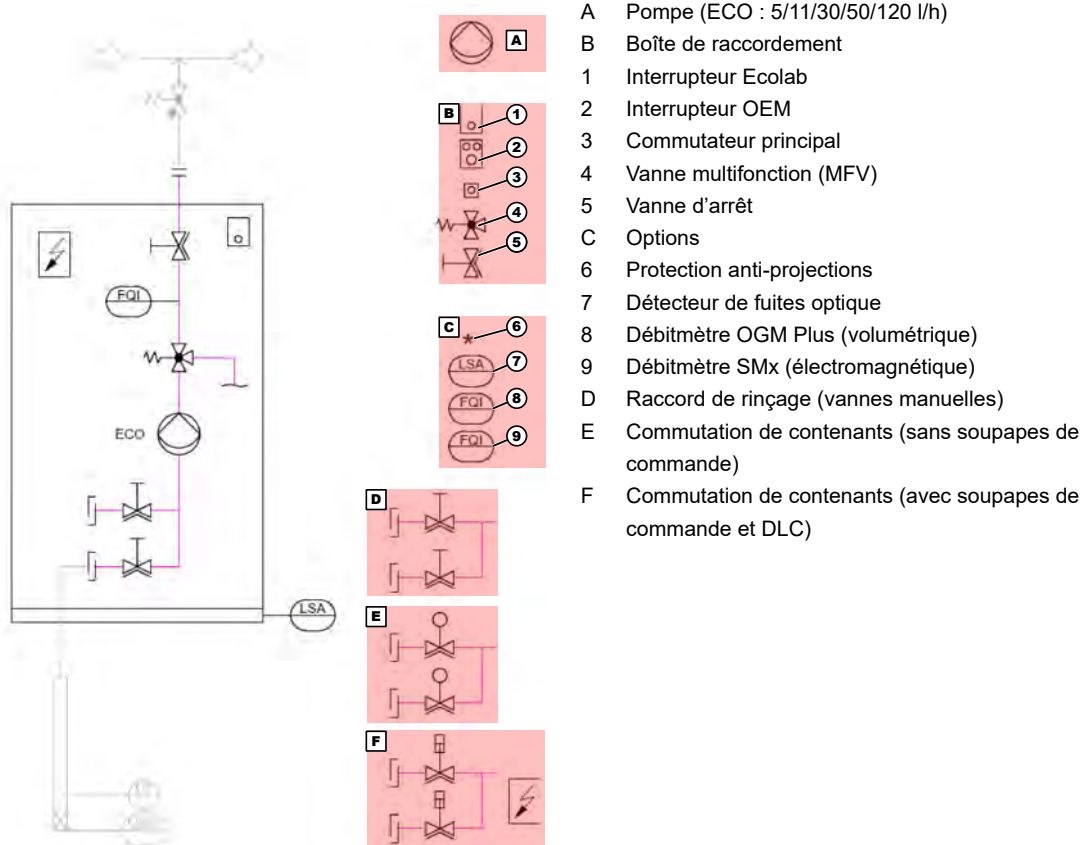 FQI
ECO
LSA
A
B
1
2
3
4
5
C
6
LSA
7
FQI
8
FQI
9
D
E
F
A Pompe (ECO : 5/11/30/50/120 l/h)
B Boîte de raccordement
1 Interrupteur Ecolab
2 Interrupteur OEM
3 Commutateur principal
4 Vanne multifonction (MFV)
5 Vanne d'arrêt
C Options
6 Protection anti-projections
7 Détecteur de fuites optique
8 Débitmètre OGM Plus (volumétrique)
9 Débitmètre SMx (électromagnétique)
D Raccord de rinçage (vannes manuelles)
E Commutation de contenants (sans soupapes de
commande)
F Commutation de contenants (avec soupapes de
commande et DLC)